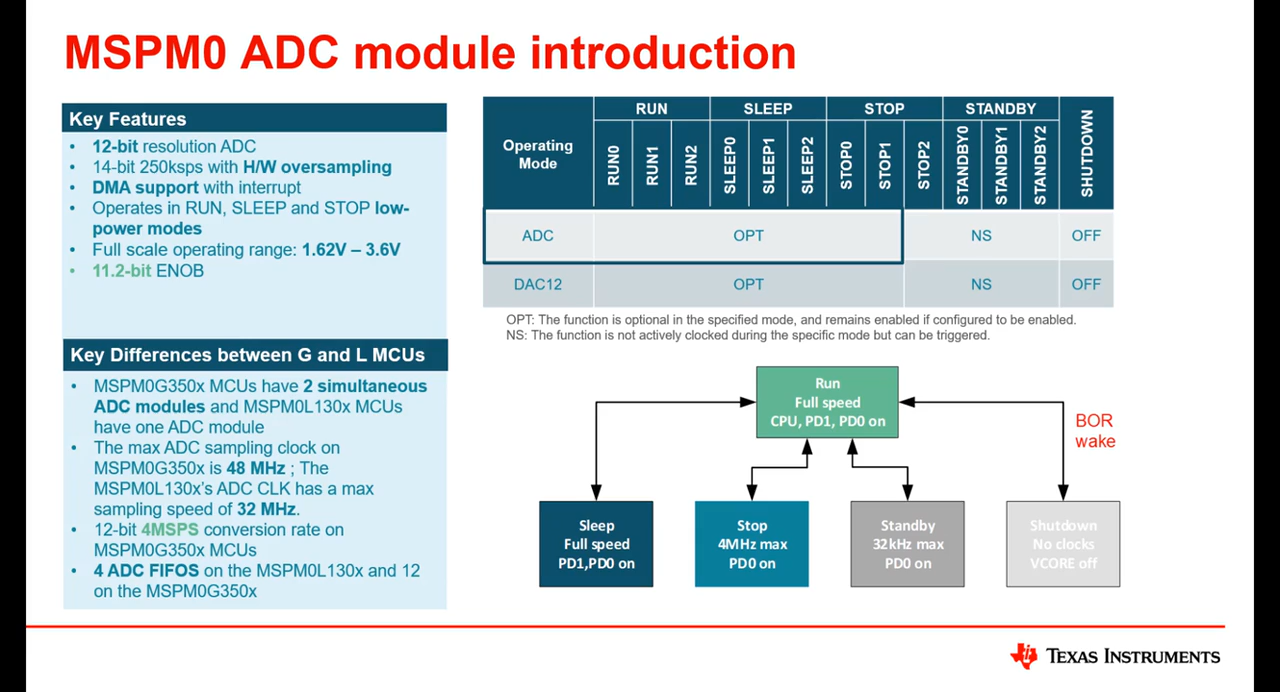 MSPM0 ADC module introduction
Key Features
• 12-bit resolution ADC
• 14-bit 250ksps with H/W oversampling
• DMA support with interrupt
• Operates in RUN, SLEEP and STOP low-
power modes
• Full scale operating range: 1.62V – 3.6V
• 11.2-bit ENOB
Key Differences between G and L MCUs
• MSPM0G350x MCUs have 2 simultaneous
ADC modules and MSPM0L130x MCUs
have one ADC module
• The max ADC sampling clock on
MSPM0G350x is 48 MHz ; The
MSPM0L130x's ADC CLK has a max
sampling speed of 32 MHz.
• 12-bit 4MSPS conversion rate on
MSPM0G350x MCUs
• 4 ADC FIFOS on the MSPM0L130x and 12
on the MSPM0G350x
Operating
Mode
RUN SLEEP STOP STANDBY SHUTDOWN
RUN0 RUN1 RUN2 SLEEP0 SLEEP1 SLEEP2 STOP0 STOP1 STOP2 STANDBY0 STANDBY1 STANDBY2
ADC OPT NS OFF
DAC12 OPT NS OFF
OPT: The function is optional in the specified mode, and remains enabled if configured to be enabled.
NS: The function is not actively clocked during the specific mode but can be triggered.
Run
Full speed
CPU, PD1, PD0 on
BOR
wake
Sleep
Full speed
PD1,PD0 on
Stop
4MHz max
PD0 on
Standby
32kHz max
PD0 on
Shutdown
No clocks
VCORE off
TEXAS INSTRUMENTS